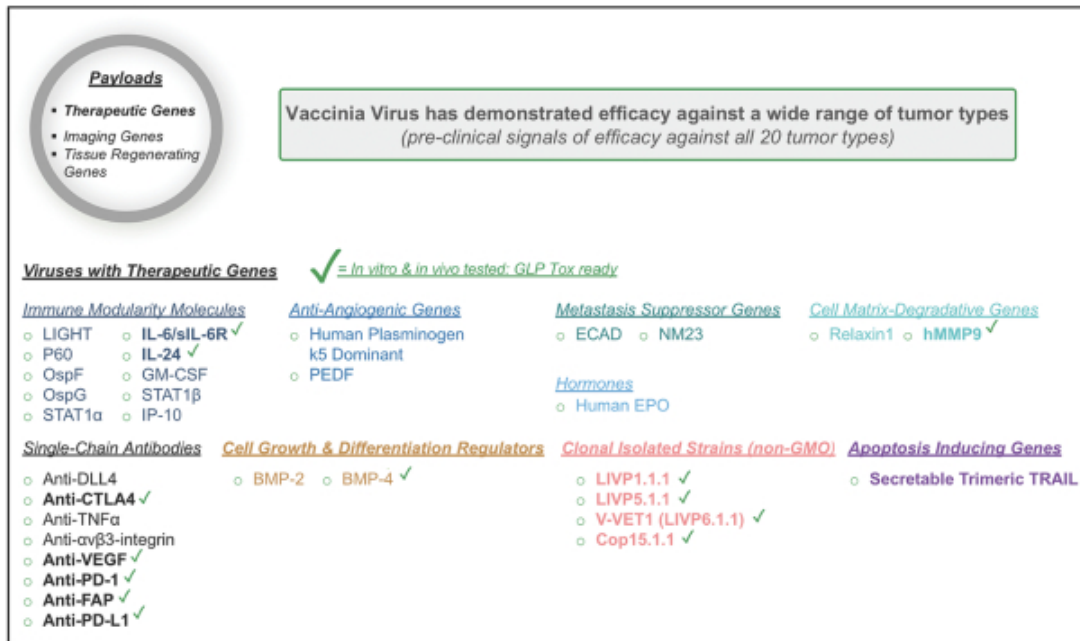 Payloads
▪ Therapeutic Genes
▪ Imaging Genes
▪ Tissue Regenerating
Genes
Vaccinia Virus has demonstrated efficacy against a wide range of tumor types
(pre-clinical signals of efficacy against all 20 tumor types)
Viruses with Therapeutic Genes
✓ = In vitro & in vivo tested: GLP Tox ready
Immune Modularity Molecules
○ LIGHT
○ P60
○ OspF
○ OspG
○ STAT1α
○ IL-6/sIL-6R ✓
○ IL-24 ✓
○ GM-CSF
○ STAT1β
○ IP-10
Anti-Angiogenic Genes
○ Human Plasminogen
k5 Dominant
○ PEDF
Metastasis Suppressor Genes
○ ECAD ○ NM23
Hormones
○ Human EPO
Cell Matrix-Degradative Genes
○ Relaxin1 ○ hMMP9 ✓
Single-Chain Antibodies
○ Anti-DLL4
○ Anti-CTLA4 ✓
○ Anti-TNFα
○ Anti-αvβ3-integrin
○ Anti-VEGF ✓
○ Anti-PD-1 ✓
○ Anti-FAP ✓
○ Anti-PD-L1 ✓
Cell Growth & Differentiation Regulators
○ BMP-2 ○ BMP-4 ✓
Clonal Isolated Strains (non-GMO)
○ LIVP1.1.1 ✓
○ LIVP5.1.1 ✓
○ V-VET1 (LIVP6.1.1) ✓
○ Cop15.1.1 ✓
Apoptosis Inducing Genes
○ Secretable Trimeric TRAIL